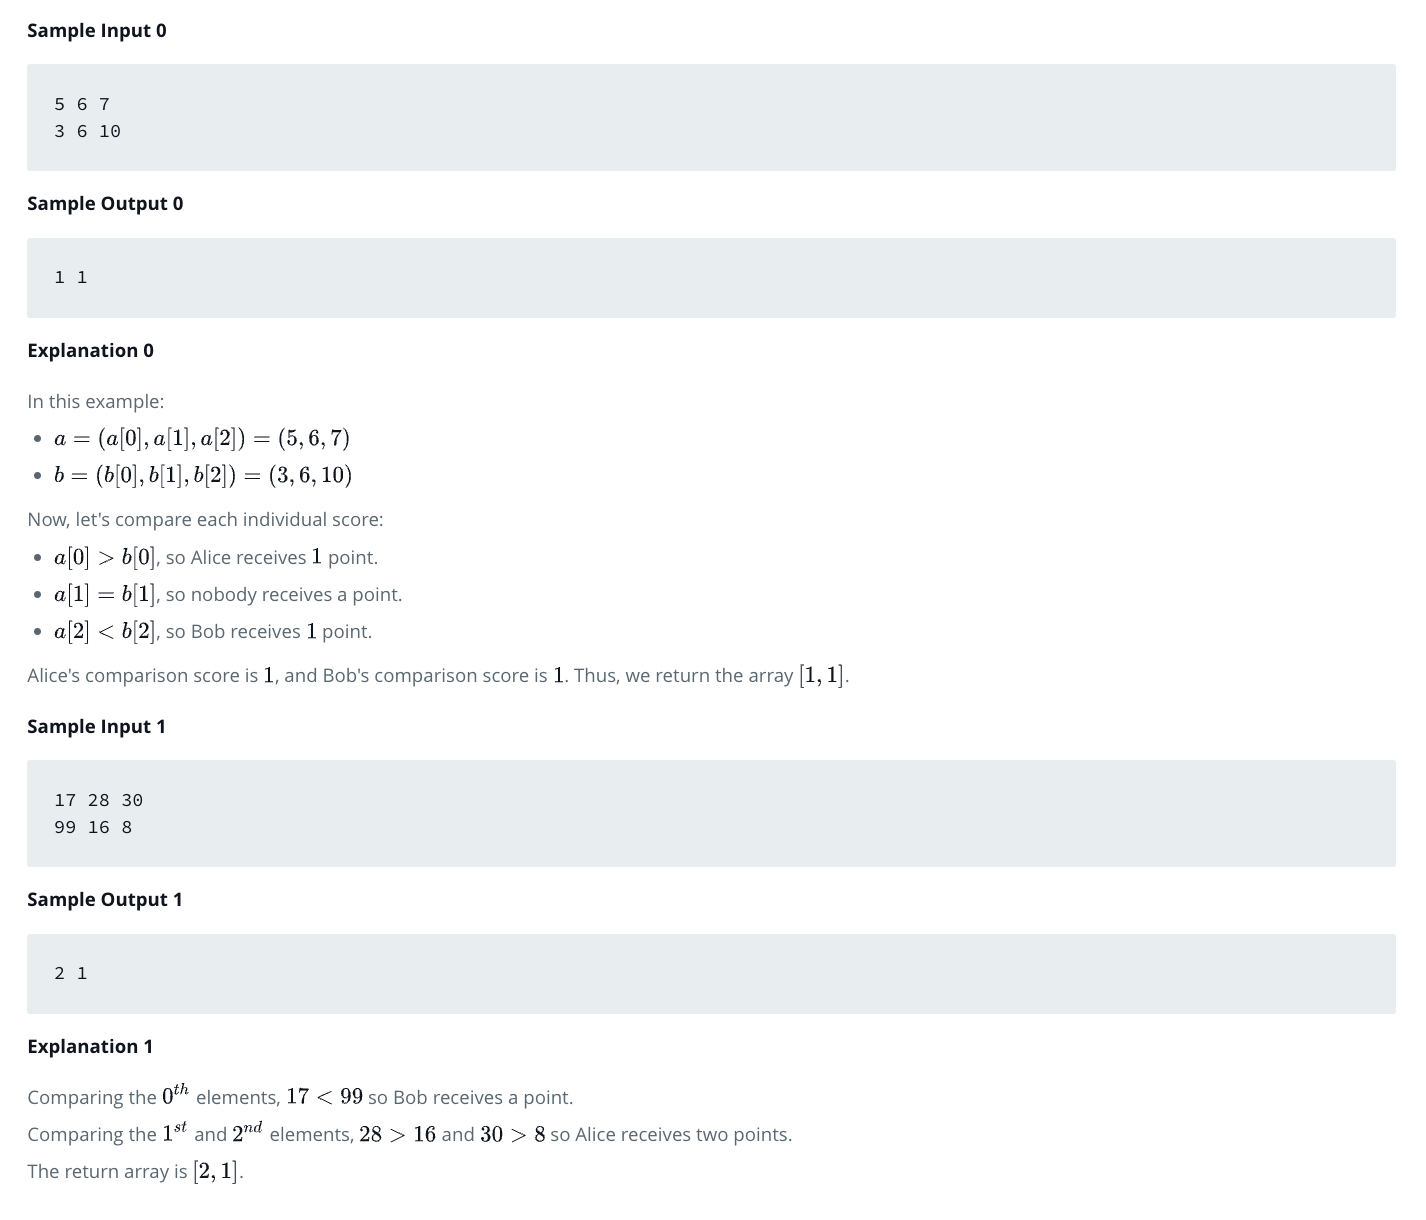 Sample Input 0
5 6 7
3 6 10
Sample Output 0
1 1
Explanation 0
In this example:
• a = (a[0], a[1], a[2]) = (5, 6, 7)
• b = (b[0], b[1], b[2]) = (3, 6, 10)
Now, let's compare each individual score:
• a[0] > b[0], so Alice receives 1 point.
• a[1] = b[1], so nobody receives a point.
• a[2] < b[2], so Bob receives 1 point.
Alice's comparison score is 1, and Bob's comparison score is 1. Thus, we return the array [1, 1].
Sample Input 1
17 28 30
99 16 8
Sample Output 1
2 1
Explanation 1
Comparing the 0th elements, 17 < 99 so Bob receives a point.
Comparing the 1st and 2nd elements, 28 > 16 and 30 > 8 so Alice receives two points.
The return array is [2, 1].